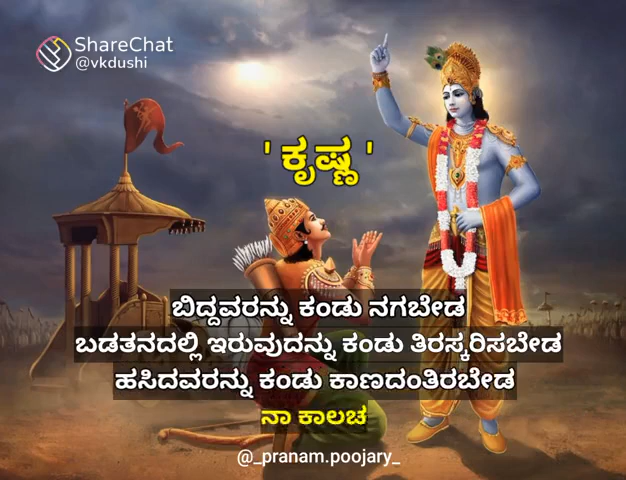 ShareChat
@vkdushi
' ಕೃಷ್ಣ '
ಬಿದ್ದವರನ್ನು ಕಂಡು ನಗಬೇಡ
ಬಡತನದಲ್ಲಿ ಇರುವುದನ್ನು ಕಂಡು ತಿರಸ್ಕರಿಸಬೇಡ
ಹಸಿದವರನ್ನು ಕಂಡು ಕಾಣದಂತಿರಬೇಡ
ನಾ ಕಾಲಚ
@_pranam.poojary_